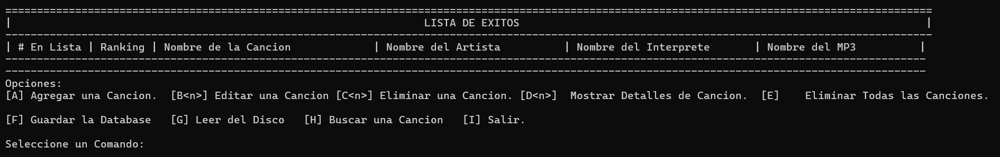 ==================================================================================================================================================
|                                                                 LISTA DE EXITOS                                                                |
--------------------------------------------------------------------------------------------------------------------------------------------------
| # En Lista | Ranking | Nombre de la Cancion             | Nombre del Artista          | Nombre del Interprete       | Nombre del MP3          |
-------------------------------------------------------------------------------------------------------------------------------------------------
-------------------------------------------------------------------------------------------------------------------------------------------------
Opciones:
[A] Agregar una Cancion.  [B<n>] Editar una Cancion [C<n>] Eliminar una Cancion. [D<n>]  Mostrar Detalles de Cancion.  [E]    Eliminar Todas las Canciones.
[F] Guardar la Database   [G] Leer del Disco   [H] Buscar una Cancion   [I] Salir.
Seleccione un Comando: